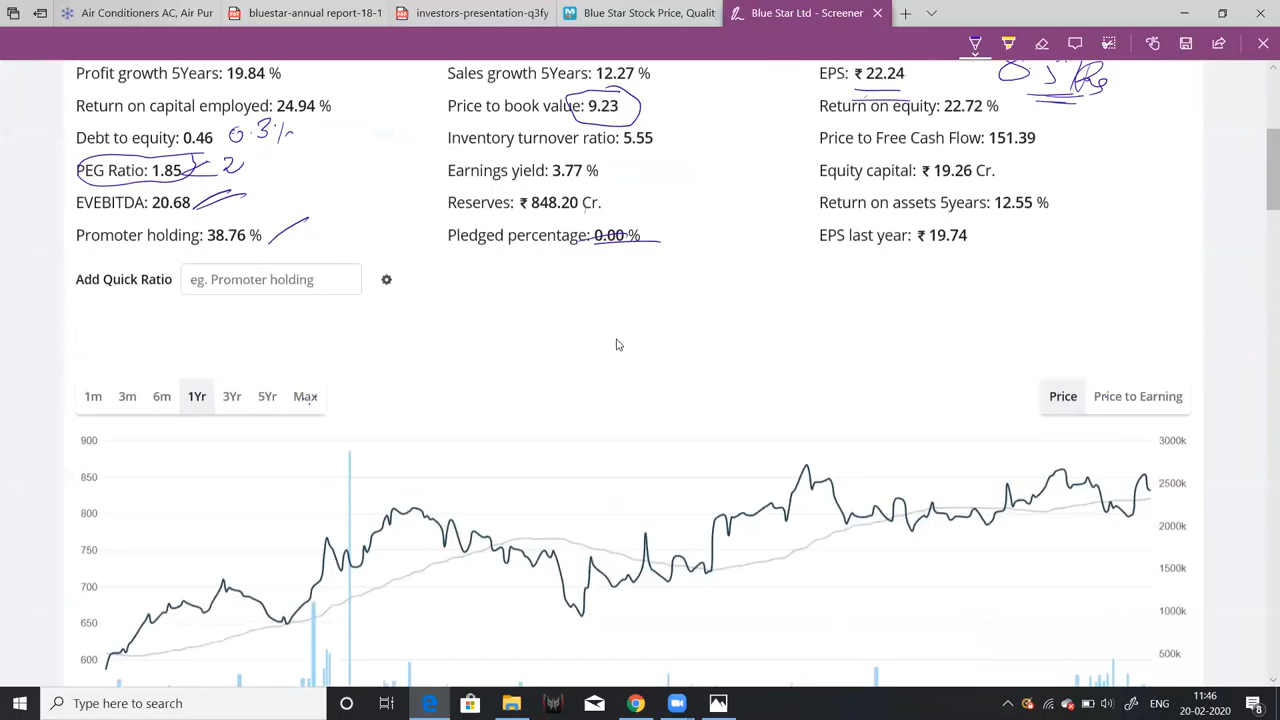 Air Conditioners AC, Air Pur
bluestar-annual report-18-1
investors-presentation-q3fy
Blue Star Stock Price, Qualit
Blue Star Ltd - Screener
Profit growth 5Years: 19.84 % Sales growth 5Years: 12.27 % EPS: ₹ 22.24
Return on capital employed: 24.94 % Price to book value: 9.23 Return on equity: 22.72 %
Debt to equity: 0.46 0.3% Inventory turnover ratio: 5.55 Price to Free Cash Flow: 151.39
PEG Ratio: 1.85 < 2 Earnings yield: 3.77 % Equity capital: ₹ 19.26 Cr.
EVEBITDA: 20.68 Reserves: ₹ 848.20 Cr. Return on assets 5years: 12.55 %
Promoter holding: 38.76 % Pledged percentage: 0.00 % EPS last year: ₹ 19.74
Add Quick Ratio eg. Promoter holding
1m 3m 6m 1Yr 3Yr 5Yr Max Price Price to Earning
900 3000k
850 2500k
800 2000k
750 1500k
700 1000k
650 500k
600
Type here to search
ENG
11:46
20-02-2020
8